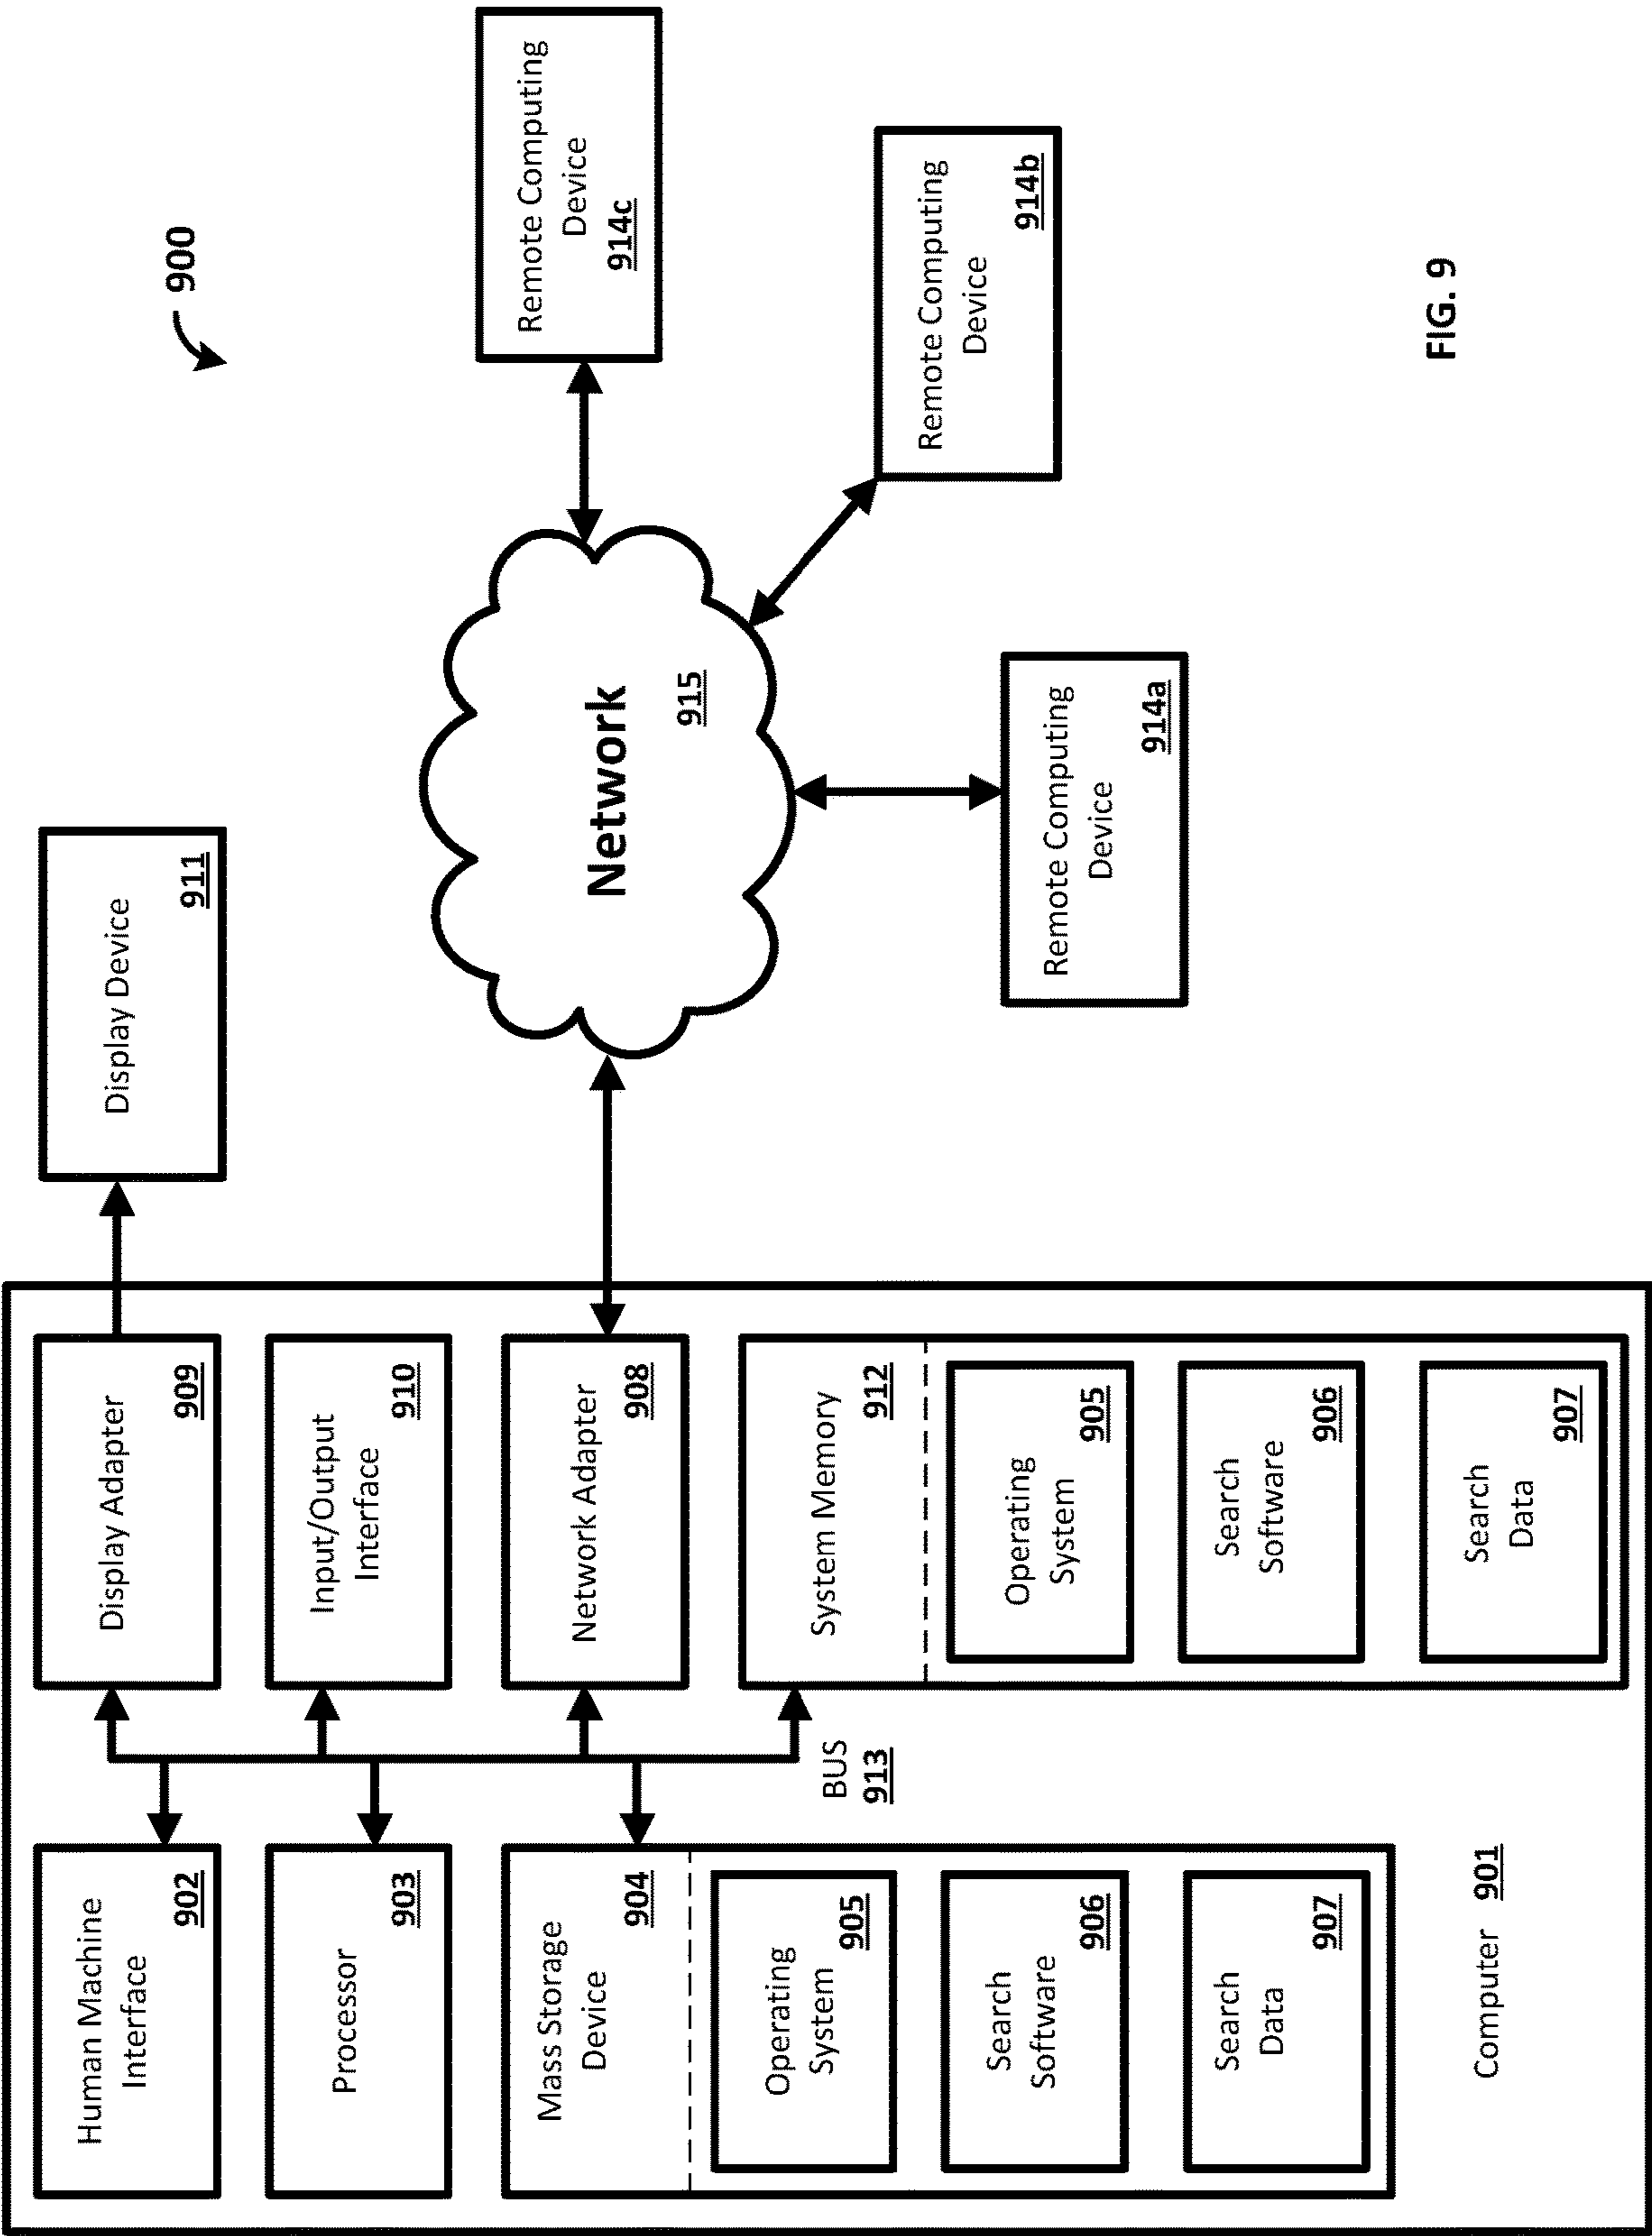 900
Human Machine
Interface
902
Processor
903
Mass Storage
Device
904
Operating
System
905
Search
Software
906
Search
Data
907
Computer 901
BUS
913
Display Adapter
909
Input/Output
Interface
910
Network Adapter
908
System Memory
912
Operating
System
905
Search
Software
906
Search
Data
907
Display Device
911
Network
915
Remote Computing
Device
914a
Remote Computing
Device
914b
Remote Computing
Device
914c
FIG. 9